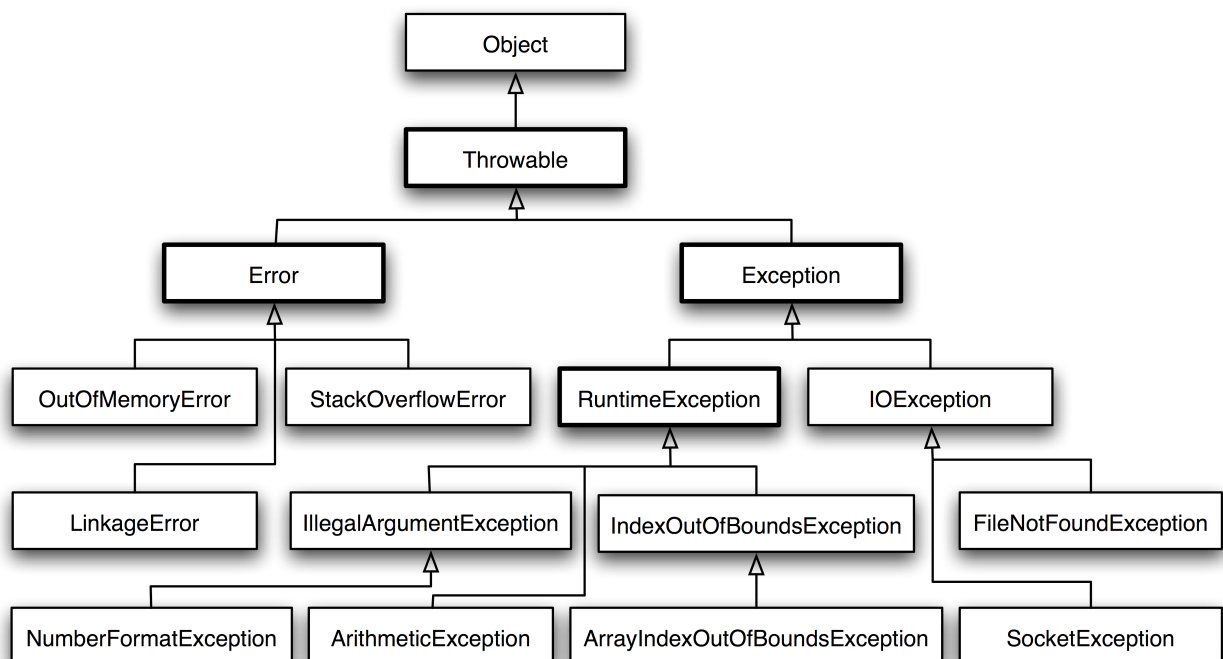 Object
Throwable
Error
Exception
OutOfMemoryError
StackOverflowError
RuntimeException
IOException
LinkageError
IllegalArgumentException
IndexOutOfBoundsException
FileNotFoundException
NumberFormatException
ArithmeticException
ArrayIndexOutOfBoundsException
SocketException